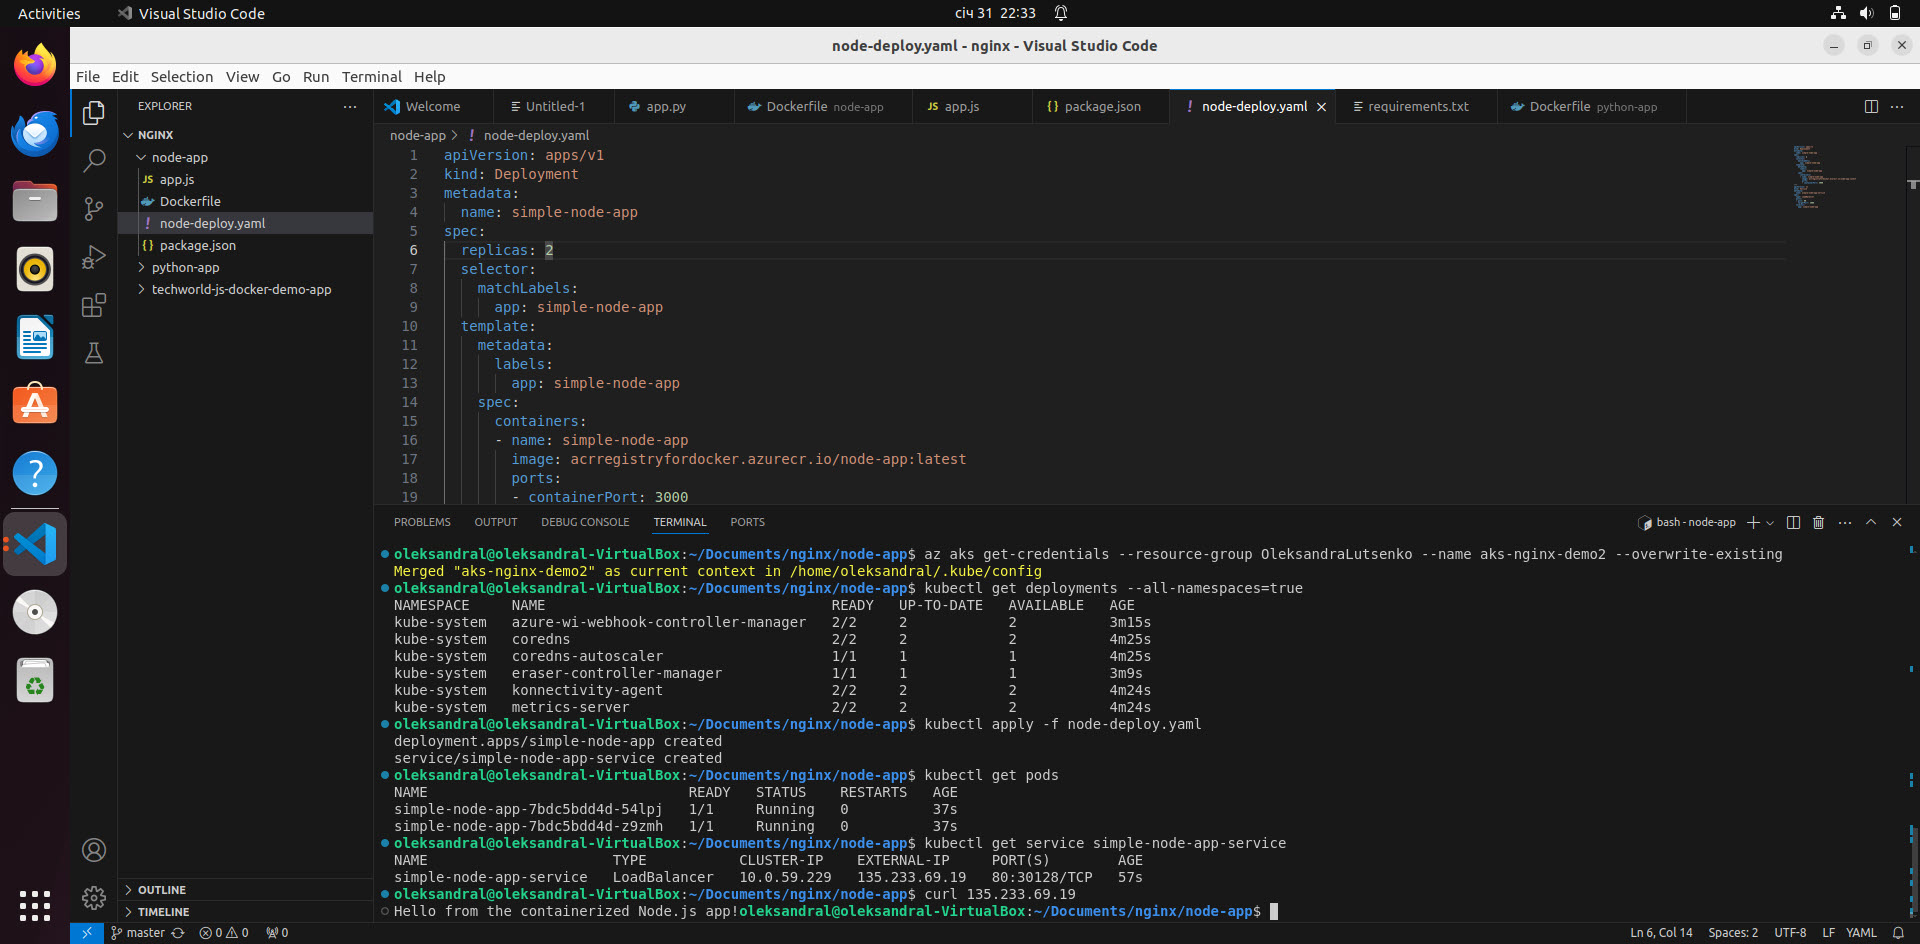 Activities
Visual Studio Code
січ 31 22:33
node-deploy.yaml - nginx - Visual Studio Code
File Edit Selection View Go Run Terminal Help
EXPLORER
NGINX
node-app
JS app.js
Dockerfile
! node-deploy.yaml
{} package.json
python-app
techworld-js-docker-demo-app
OUTLINE
TIMELINE
Welcome
Untitled-1
app.py
Dockerfile node-app
JS app.js
{} package.json
! node-deploy.yaml
requirements.txt
Dockerfile python-app
node-app > ! node-deploy.yaml
1 apiVersion: apps/v1
2 kind: Deployment
3 metadata:
4 name: simple-node-app
5 spec:
6 replicas: 2
7 selector:
8 matchLabels:
9 app: simple-node-app
10 template:
11 metadata:
12 labels:
13 app: simple-node-app
14 spec:
15 containers:
16 - name: simple-node-app
17 image: acrregistryfordocker.azurecr.io/node-app:latest
18 ports:
19 - containerPort: 3000
PROBLEMS OUTPUT DEBUG CONSOLE TERMINAL PORTS
bash - node-app
oleksandral@oleksandral-VirtualBox:~/Documents/nginx/node-app$ az aks get-credentials --resource-group OleksandraLutsenko --name aks-nginx-demo2 --overwrite-existing
Merged "aks-nginx-demo2" as current context in /home/oleksandral/.kube/config
oleksandral@oleksandral-VirtualBox:~/Documents/nginx/node-app$ kubectl get deployments --all-namespaces=true
NAMESPACE NAME READY UP-TO-DATE AVAILABLE AGE
kube-system azure-wi-webhook-controller-manager 2/2 2 2 3m15s
kube-system coredns 2/2 2 2 4m25s
kube-system coredns-autoscaler 1/1 1 1 4m25s
kube-system eraser-controller-manager 1/1 1 1 3m9s
kube-system konnectivity-agent 2/2 2 2 4m24s
kube-system metrics-server 2/2 2 2 4m24s
oleksandral@oleksandral-VirtualBox:~/Documents/nginx/node-app$ kubectl apply -f node-deploy.yaml
deployment.apps/simple-node-app created
service/simple-node-app-service created
oleksandral@oleksandral-VirtualBox:~/Documents/nginx/node-app$ kubectl get pods
NAME READY STATUS RESTARTS AGE
simple-node-app-7bdc5bdd4d-54lpj 1/1 Running 0 37s
simple-node-app-7bdc5bdd4d-z9zmh 1/1 Running 0 37s
oleksandral@oleksandral-VirtualBox:~/Documents/nginx/node-app$ kubectl get service simple-node-app-service
NAME TYPE CLUSTER-IP EXTERNAL-IP PORT(S) AGE
simple-node-app-service LoadBalancer 10.0.59.229 135.233.69.19 80:30128/TCP 57s
oleksandral@oleksandral-VirtualBox:~/Documents/nginx/node-app$ curl 135.233.69.19
Hello from the containerized Node.js app!oleksandral@oleksandral-VirtualBox:~/Documents/nginx/node-app$
master 0 0 0
Ln 6, Col 14 Spaces: 2 UTF-8 LF YAML